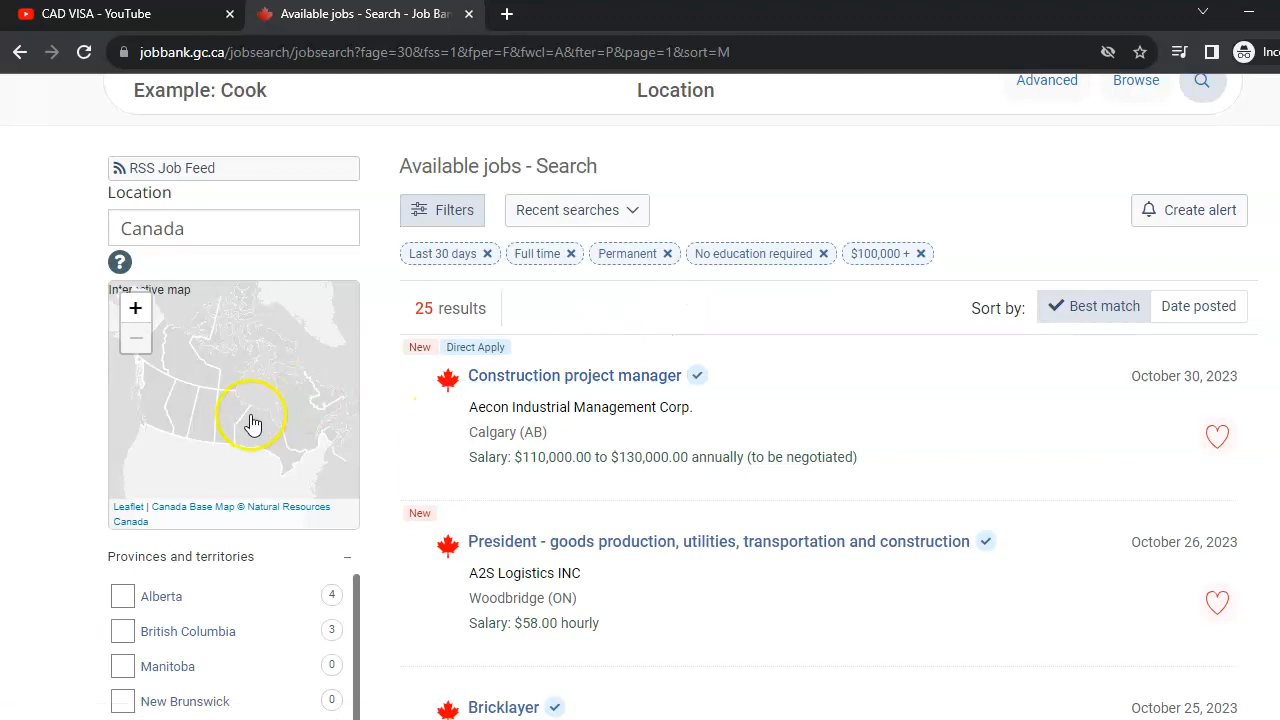 CAD VISA - YouTube
Available jobs - Search - Job Ban
jobbank.gc.ca/jobsearch/jobsearch?fage=30&fss=1&fper=F&fwcl=A&fter=P&page=1&sort=M
Example: Cook
Location
Advanced
Browse
RSS Job Feed
Location
Canada
?
Interactive map
+
−
Leaflet | Canada Base Map © Natural Resources
Canada
Provinces and territories
−
Alberta 4
British Columbia 3
Manitoba 0
New Brunswick 0
Available jobs - Search
Filters
Recent searches
Create alert
Last 30 days
Full time
Permanent
No education required
$100,000 +
25 results
Sort by:
Best match
Date posted
New
Direct Apply
Construction project manager
October 30, 2023
Aecon Industrial Management Corp.
Calgary (AB)
Salary: $110,000.00 to $130,000.00 annually (to be negotiated)
New
President - goods production, utilities, transportation and construction
October 26, 2023
A2S Logistics INC
Woodbridge (ON)
Salary: $58.00 hourly
Bricklayer
October 25, 2023